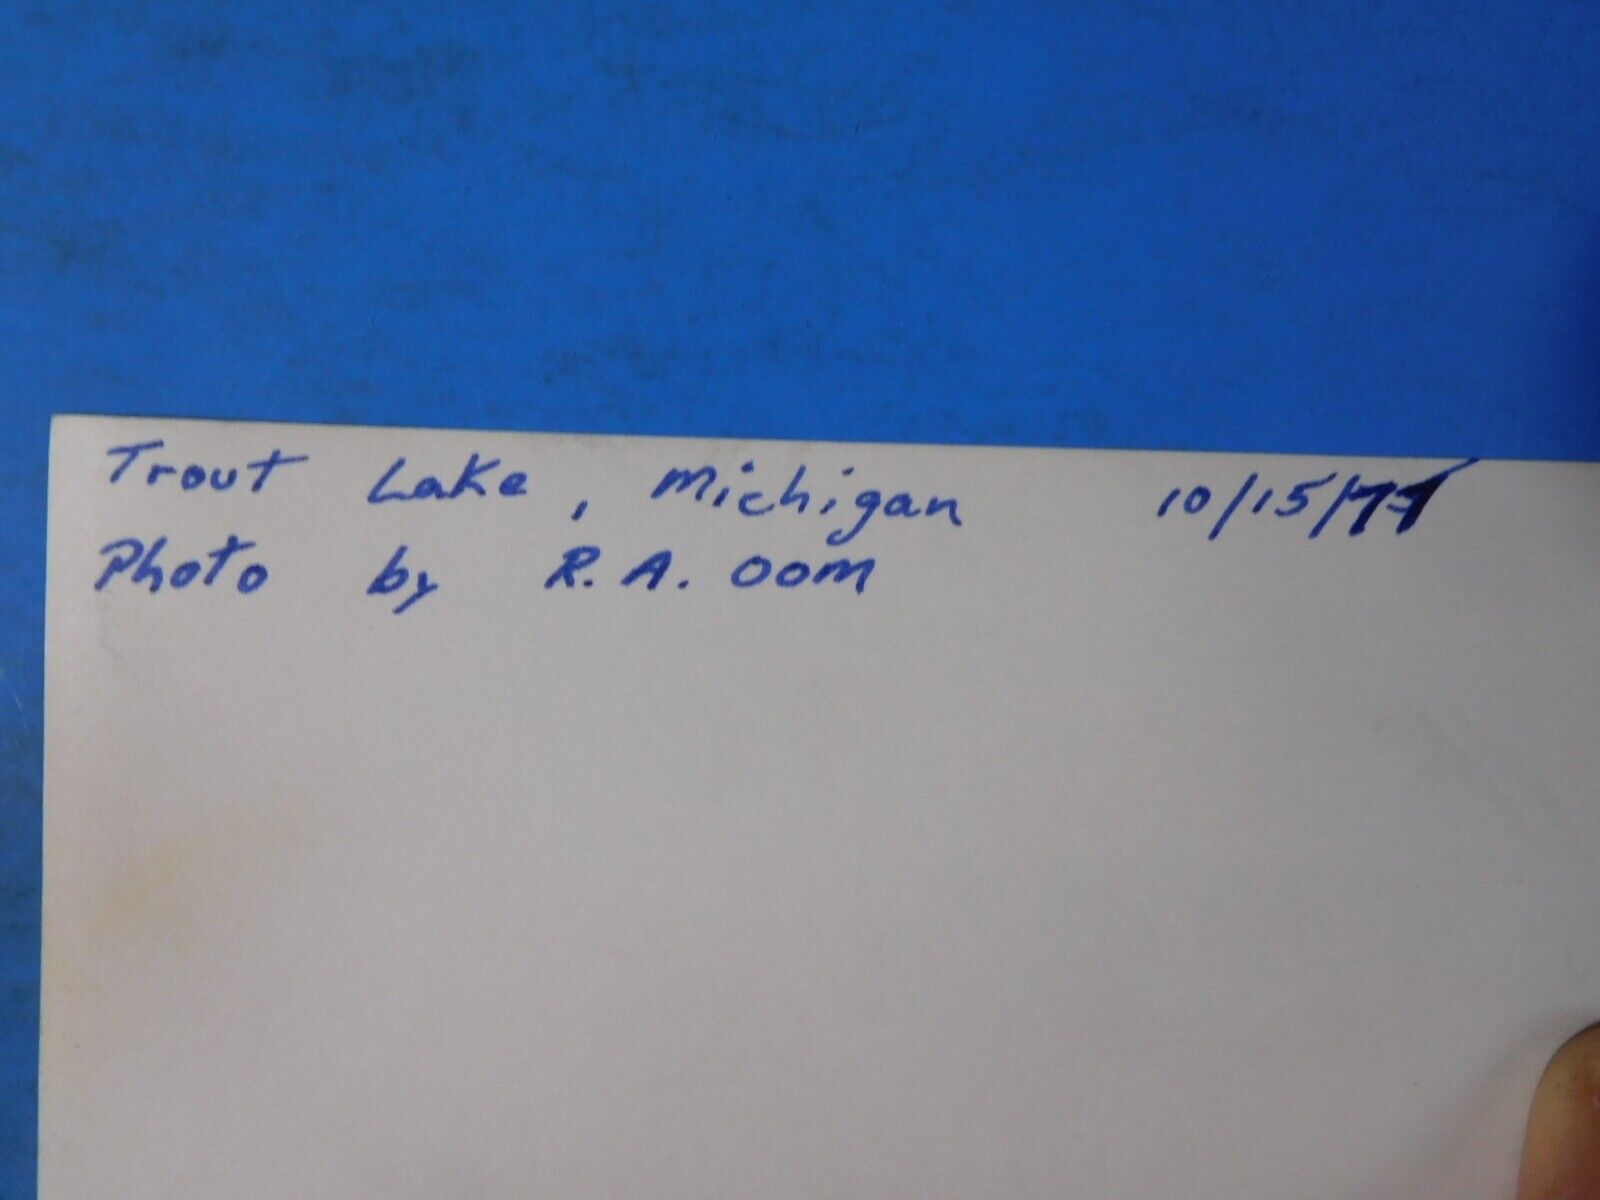 Trout Lake, Michigan 10/15/77
Photo by R. A. OOM